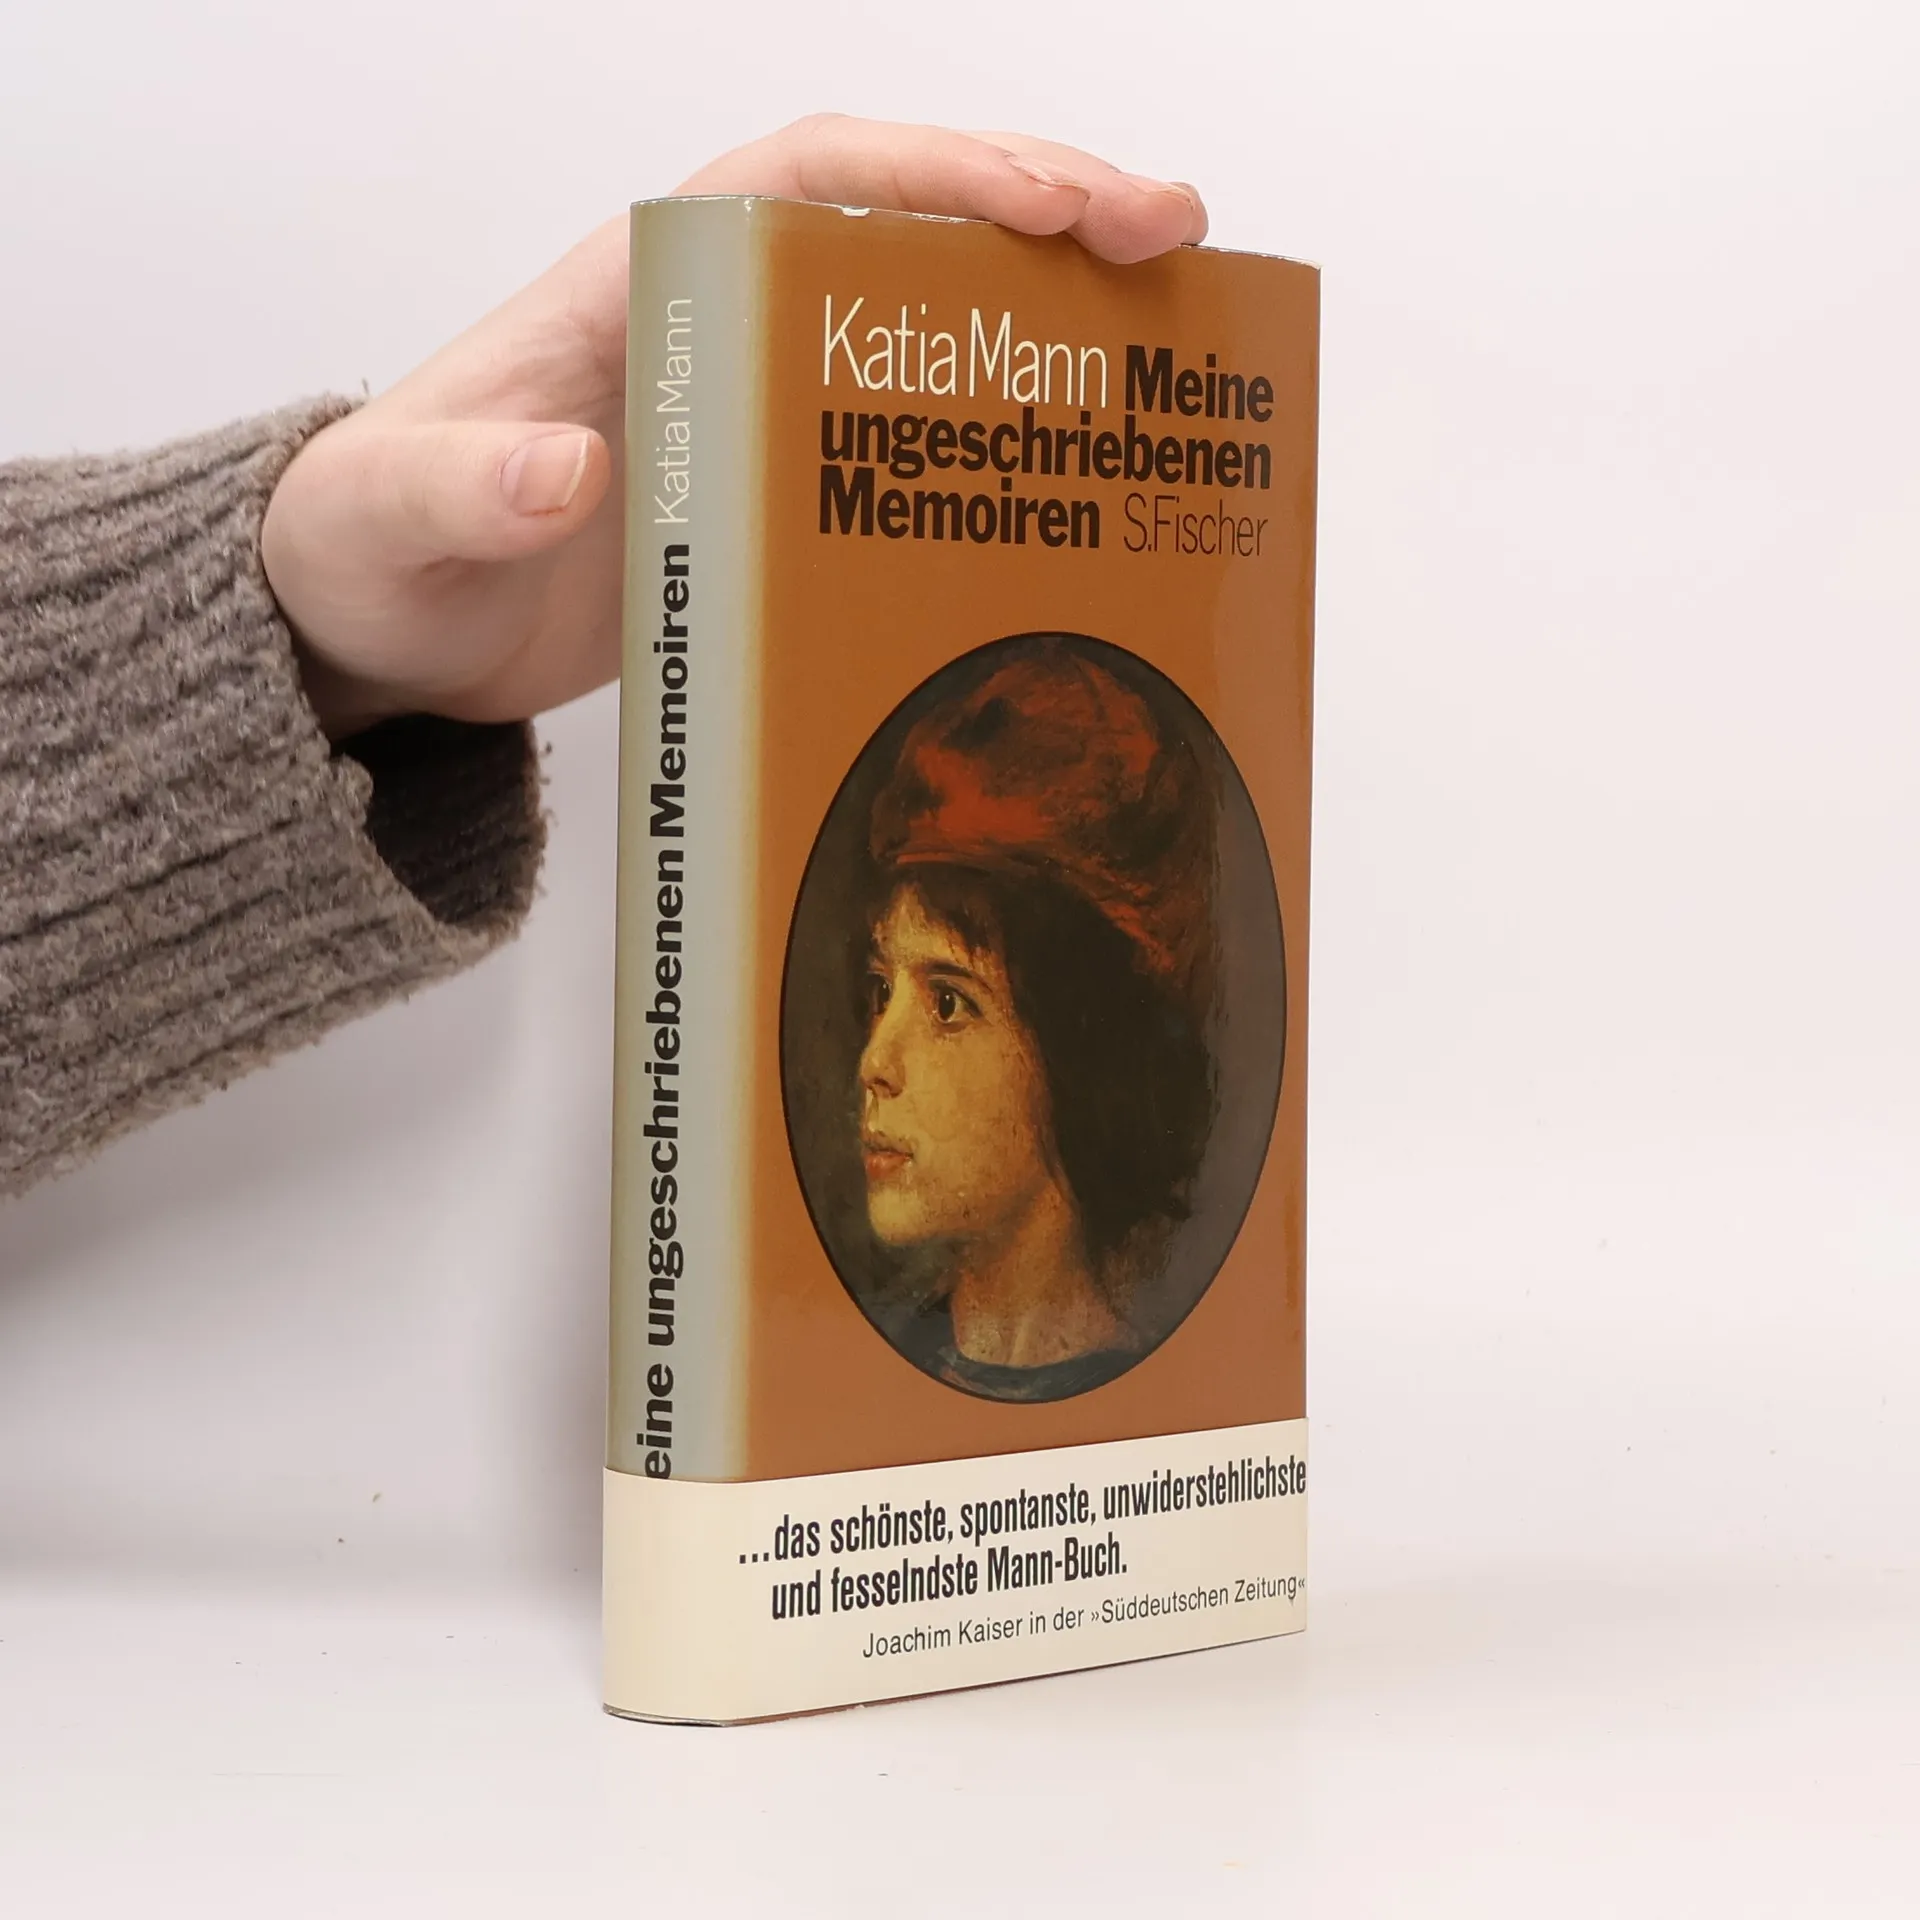 Katia Mann Meine
ungeschriebenen
Memoiren S. Fischer
eine ungeschriebenen Memoiren Katia Mann
...das schönste, spontanste, unwiderstehlichste
und fesselndste Mann-Buch.
Joachim Kaiser in der »Süddeutschen Zeitung«